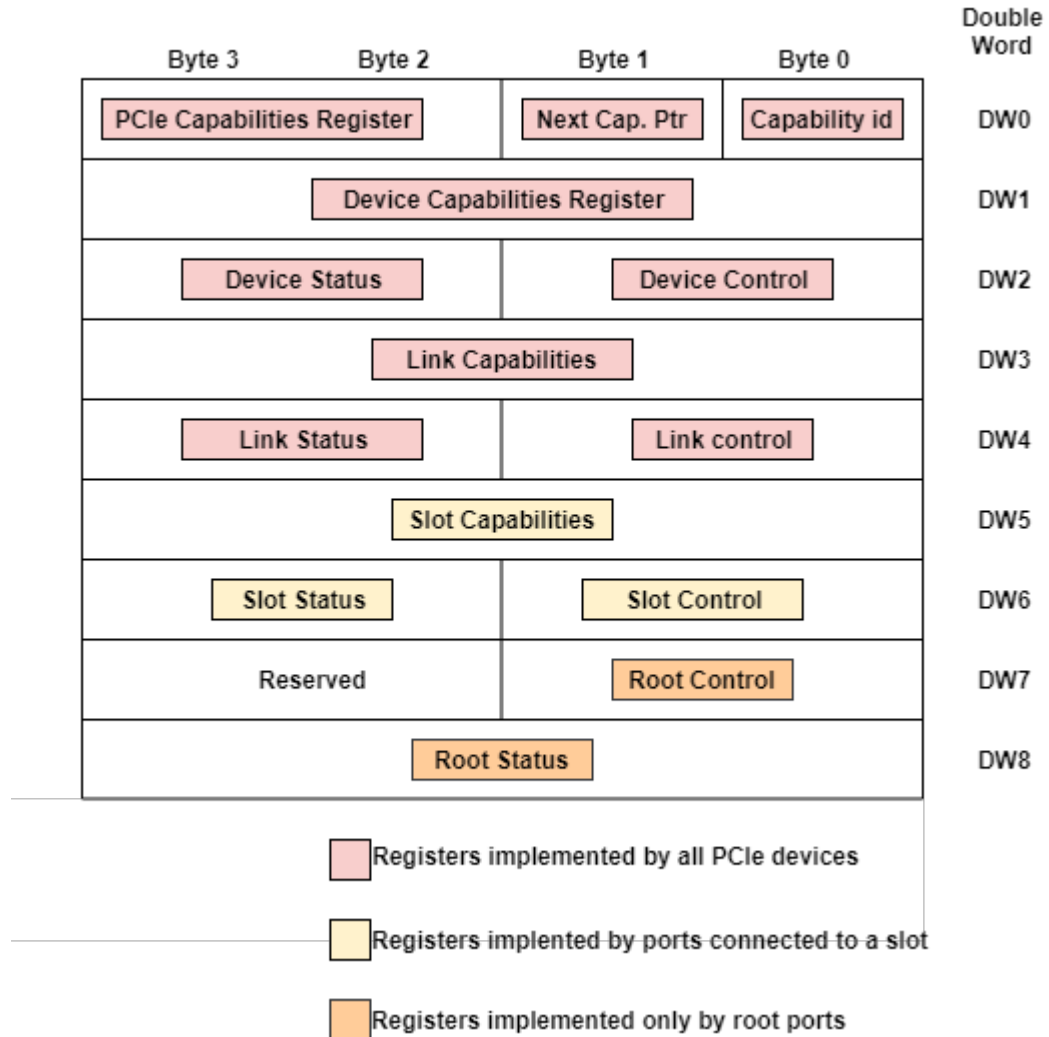 Double
Word
Byte 3
Byte 2
Byte 1
Byte 0
PCIe Capabilities Register
Next Cap. Ptr
Capability id
DW0
Device Capabilities Register
DW1
Device Status
Device Control
DW2
Link Capabilities
DW3
Link Status
Link control
DW4
Slot Capabilities
DW5
Slot Status
Slot Control
DW6
Reserved
Root Control
DW7
Root Status
DW8
Registers implemented by all PCIe devices
Registers implented by ports connected to a slot
Registers implemented only by root ports